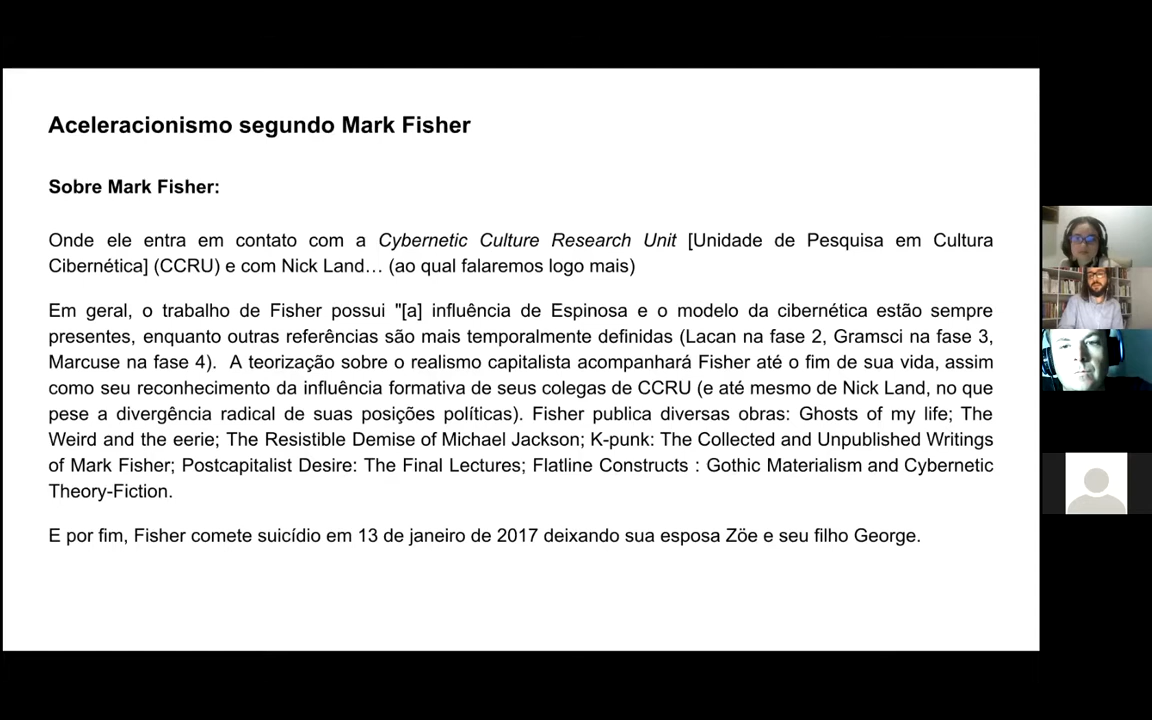 Aceleracionismo segundo Mark Fisher
Sobre Mark Fisher:
Onde ele entra em contato com a Cybernetic Culture Research Unit [Unidade de Pesquisa em Cultura
Cibernética] (CCRU) e com Nick Land… (ao qual falaremos logo mais)
Em geral, o trabalho de Fisher possui "[a] influência de Espinosa e o modelo da cibernética estão sempre
presentes, enquanto outras referências são mais temporalmente definidas (Lacan na fase 2, Gramsci na fase 3,
Marcuse na fase 4).  A teorização sobre o realismo capitalista acompanhará Fisher até o fim de sua vida, assim
como seu reconhecimento da influência formativa de seus colegas de CCRU (e até mesmo de Nick Land, no que
pese a divergência radical de suas posições políticas). Fisher publica diversas obras: Ghosts of my life; The
Weird and the eerie; The Resistible Demise of Michael Jackson; K-punk: The Collected and Unpublished Writings
of Mark Fisher; Postcapitalist Desire: The Final Lectures; Flatline Constructs : Gothic Materialism and Cybernetic
Theory-Fiction.
E por fim, Fisher comete suicídio em 13 de janeiro de 2017 deixando sua esposa Zöe e seu filho George.